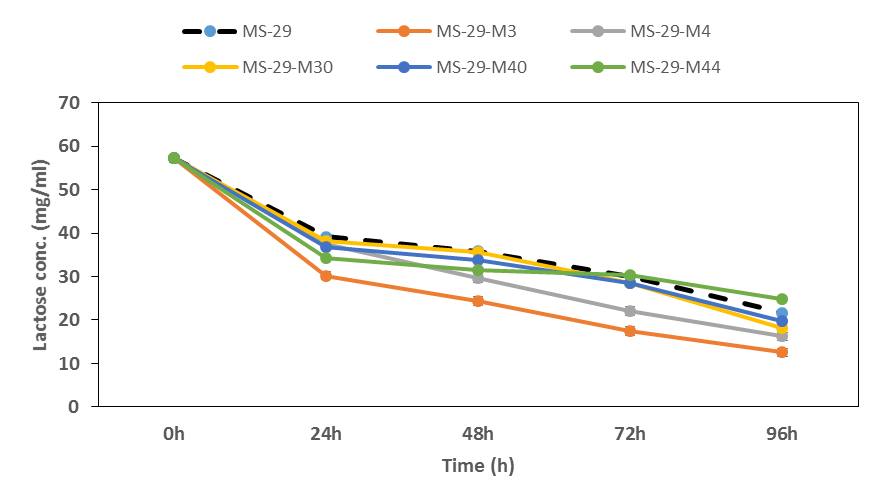 MS-29 MS-29-M3 MS-29-M4
MS-29-M30 MS-29-M40 MS-29-M44
70
60
50
40
30
20
10
0
Lactose conc. (mg/ml)
0h 24h 48h 72h 96h
Time (h)